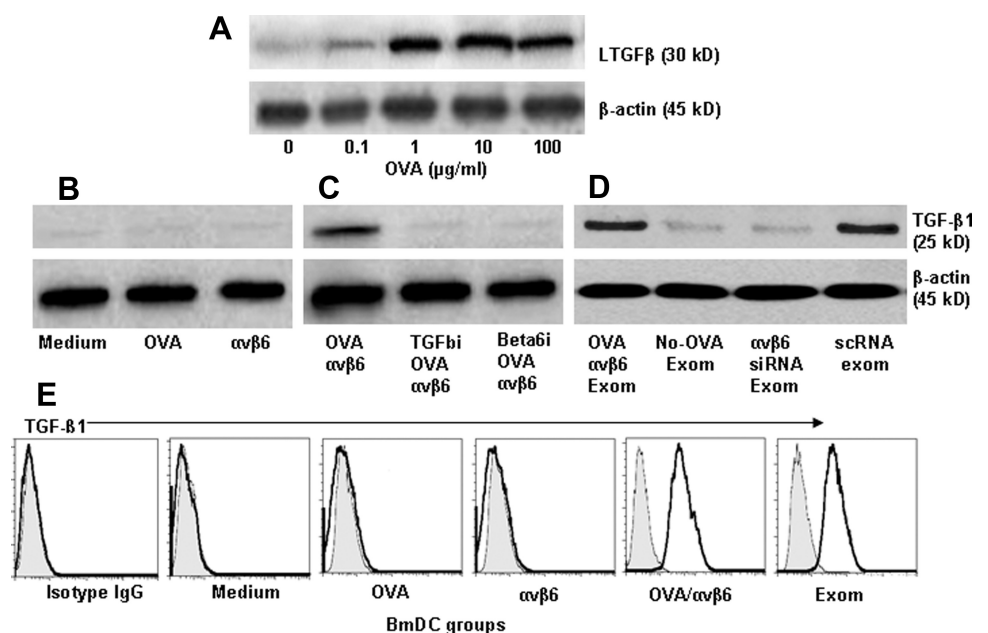 A
LTGFβ (30 kD)
β-actin (45 kD)
0 0.1 1 10 100
OVA (µg/ml)
B C D
TGF-β1
(25 kD)
β-actin
(45 kD)
Medium OVA αvβ6
OVA
αvβ6
TGFbi
OVA
αvβ6
Beta6i
OVA
αvβ6
OVA
αvβ6
Exom
No-OVA
Exom
αvβ6
siRNA
Exom
scRNA
exom
E
TGF-ß1
Isotype IgG Medium OVA αvβ6 OVA/αvβ6 Exom
BmDC groups